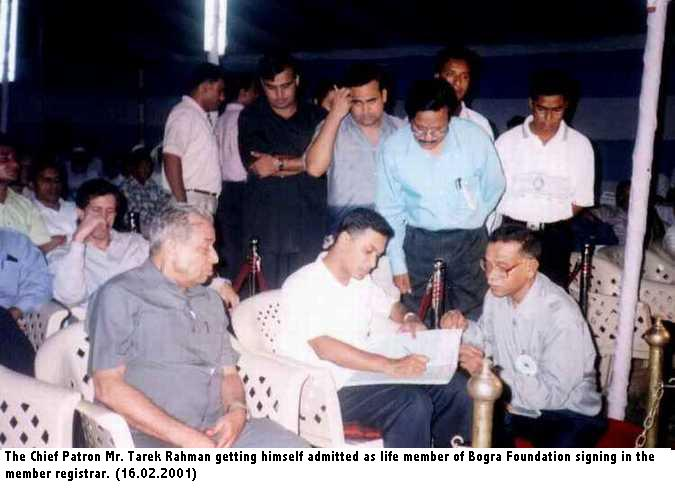 The Chief Patron Mr. Tarek Rahman getting himself admitted as life member of Bogra Foundation signing in the
member registrar. (16.02.2001)